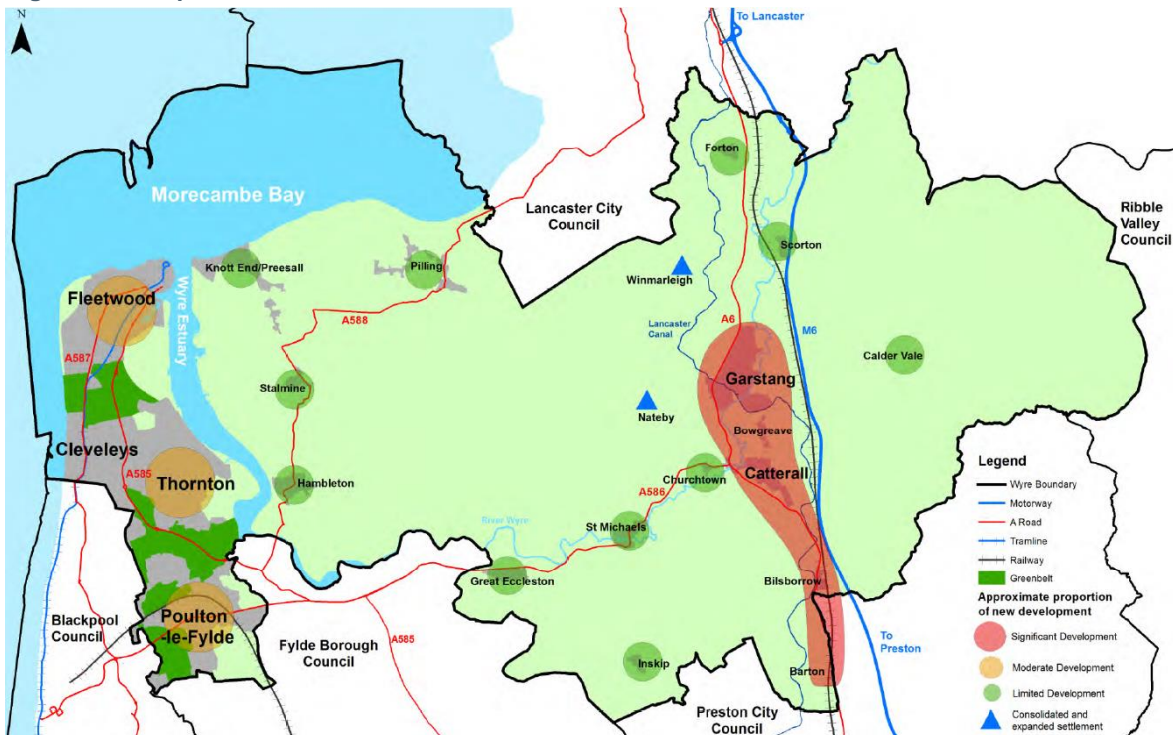 N
To Lancaster
Forton
Morecambe Bay
Lancaster City
Council
Ribble
Valley
Council
Scorton
Knott End/Preesall
Pilling
Winmarleigh
Fleetwood
Wyre Estuary
A588
A6
M6
Lancaster
Canal
A587
Calder Vale
Garstang
Stalmine
Nateby
Bowgreave
Cleveleys
Catterall
A585
Thornton
Hambleton
Churchtown
A586
St Michaels
River Wyre
Great Eccleston
Bilsborrow
Blackpool
Council
Poulton
-le-Fylde
Fylde Borough
Council
A585
To
Preston
Inskip
Barton
Preston City
Council
Legend
Wyre Boundary
Motorway
A Road
Tramline
Railway
Greenbelt
Approximate proportion
of new development
Significant Development
Moderate Development
Limited Development
Consolidated and
expanded settlement